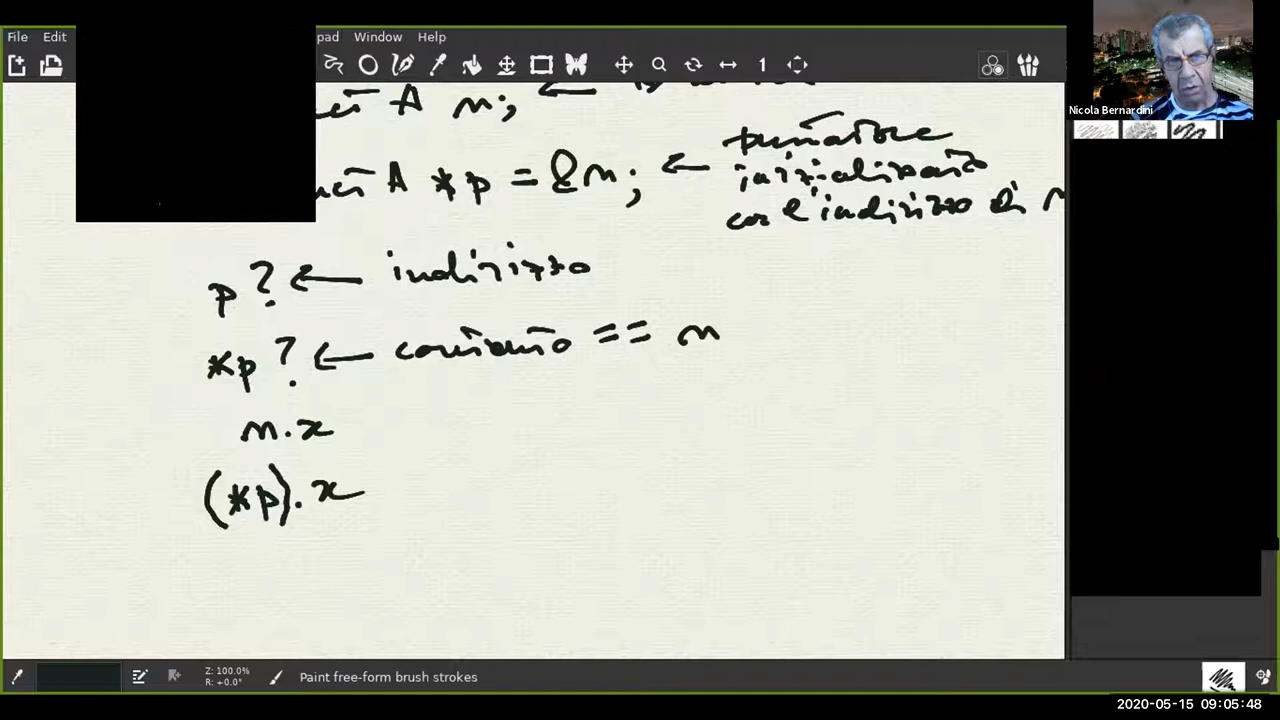 File Edit pad Window Help
1
Nicola Bernardini
A m;
A *p = &m; ← puntatore
inizializzato
con l'indirizzo di m
p ? ← indirizzo
*p ? ← contenuto == m
m.x
(*p).x
Z: 100.0%
R: +0.0°
Paint free-form brush strokes
2020-05-15 09:05:48